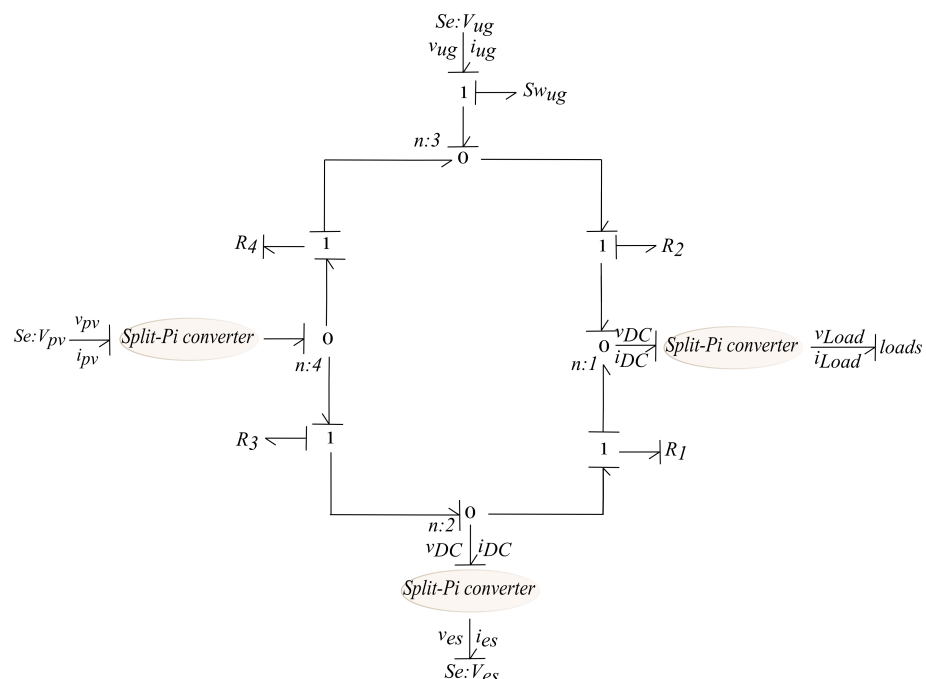 Se:Vug
vug iug
1 Swug
n:3
0
R4 1 1 R2
Se:Vpv vpv ipv Split-Pi converter 0 n:4 0 n:1 vDC iDC Split-Pi converter vLoad iLoad loads
R3 1 1 R1
n:2 0
vDC iDC
Split-Pi converter
ves ies
Se:Ves